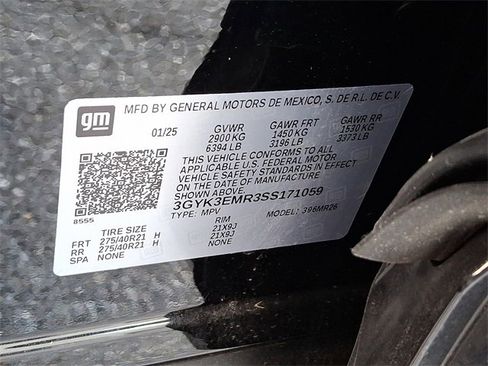 gm
MFD BY GENERAL MOTORS DE MEXICO, S. DE R.L. DE C.V.
01/25 GVWR GAWR FRT GAWR RR
2900 KG 1450 KG 1530 KG
6394 LB 3196 LB 3373 LB
THIS VEHICLE CONFORMS TO ALL
APPLICABLE U.S. FEDERAL MOTOR
VEHICLE SAFETY STANDARDS IN EFFECT
ON THE DATE OF MANUFACTURE
SHOWN ABOVE.
3GYK3EMR3SS171059
8555
TYPE: MPV MODEL: 396MR26
TIRE SIZE RIM
FRT 275/40R21 H 21X9J
RR 275/40R21 H 21X9J
SPA NONE NONE